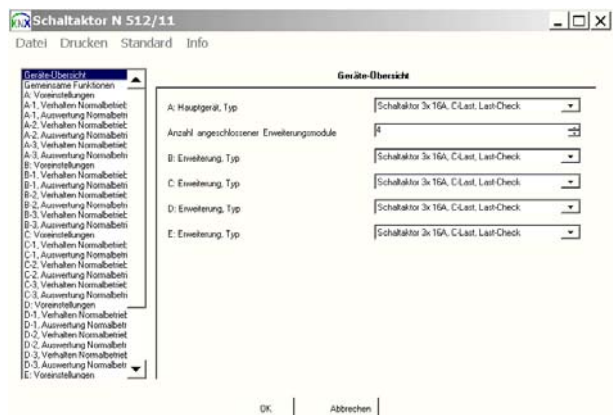 KNX Schaltaktor N 512/11
Datei Drucken Standard Info
Geräte-Übersicht
Gemeinsame Funktionen
A: Voreinstellungen
A-1, Verhalten Normalbetrieb
A-1, Auswertung Normalbetri
A-2, Verhalten Normalbetrieb
A-2, Auswertung Normalbetri
A-3, Verhalten Normalbetrieb
A-3, Auswertung Normalbetri
B: Voreinstellungen
B-1, Verhalten Normalbetrieb
B-1, Auswertung Normalbetri
B-2, Verhalten Normalbetrieb
B-2, Auswertung Normalbetri
B-3, Verhalten Normalbetrieb
B-3, Auswertung Normalbetri
C: Voreinstellungen
C-1, Verhalten Normalbetrieb
C-1, Auswertung Normalbetri
C-2, Verhalten Normalbetrieb
C-2, Auswertung Normalbetri
C-3, Verhalten Normalbetrieb
C-3, Auswertung Normalbetri
D: Voreinstellungen
D-1, Verhalten Normalbetrieb
D-1, Auswertung Normalbetr
D-2, Verhalten Normalbetrieb
D-2, Auswertung Normalbetr
D-3, Verhalten Normalbetrieb
D-3, Auswertung Normalbetr
E: Voreinstellungen
Geräte-Übersicht
A: Hauptgerät, Typ
Schaltaktor 3x 16A, C-Last, Last-Check
Anzahl angeschlossener Erweiterungsmodule
4
B: Erweiterung, Typ
Schaltaktor 3x 16A, C-Last, Last-Check
C: Erweiterung, Typ
Schaltaktor 3x 16A, C-Last, Last-Check
D: Erweiterung, Typ
Schaltaktor 3x 16A, C-Last, Last-Check
E: Erweiterung, Typ
Schaltaktor 3x 16A, C-Last, Last-Check
OK Abbrechen